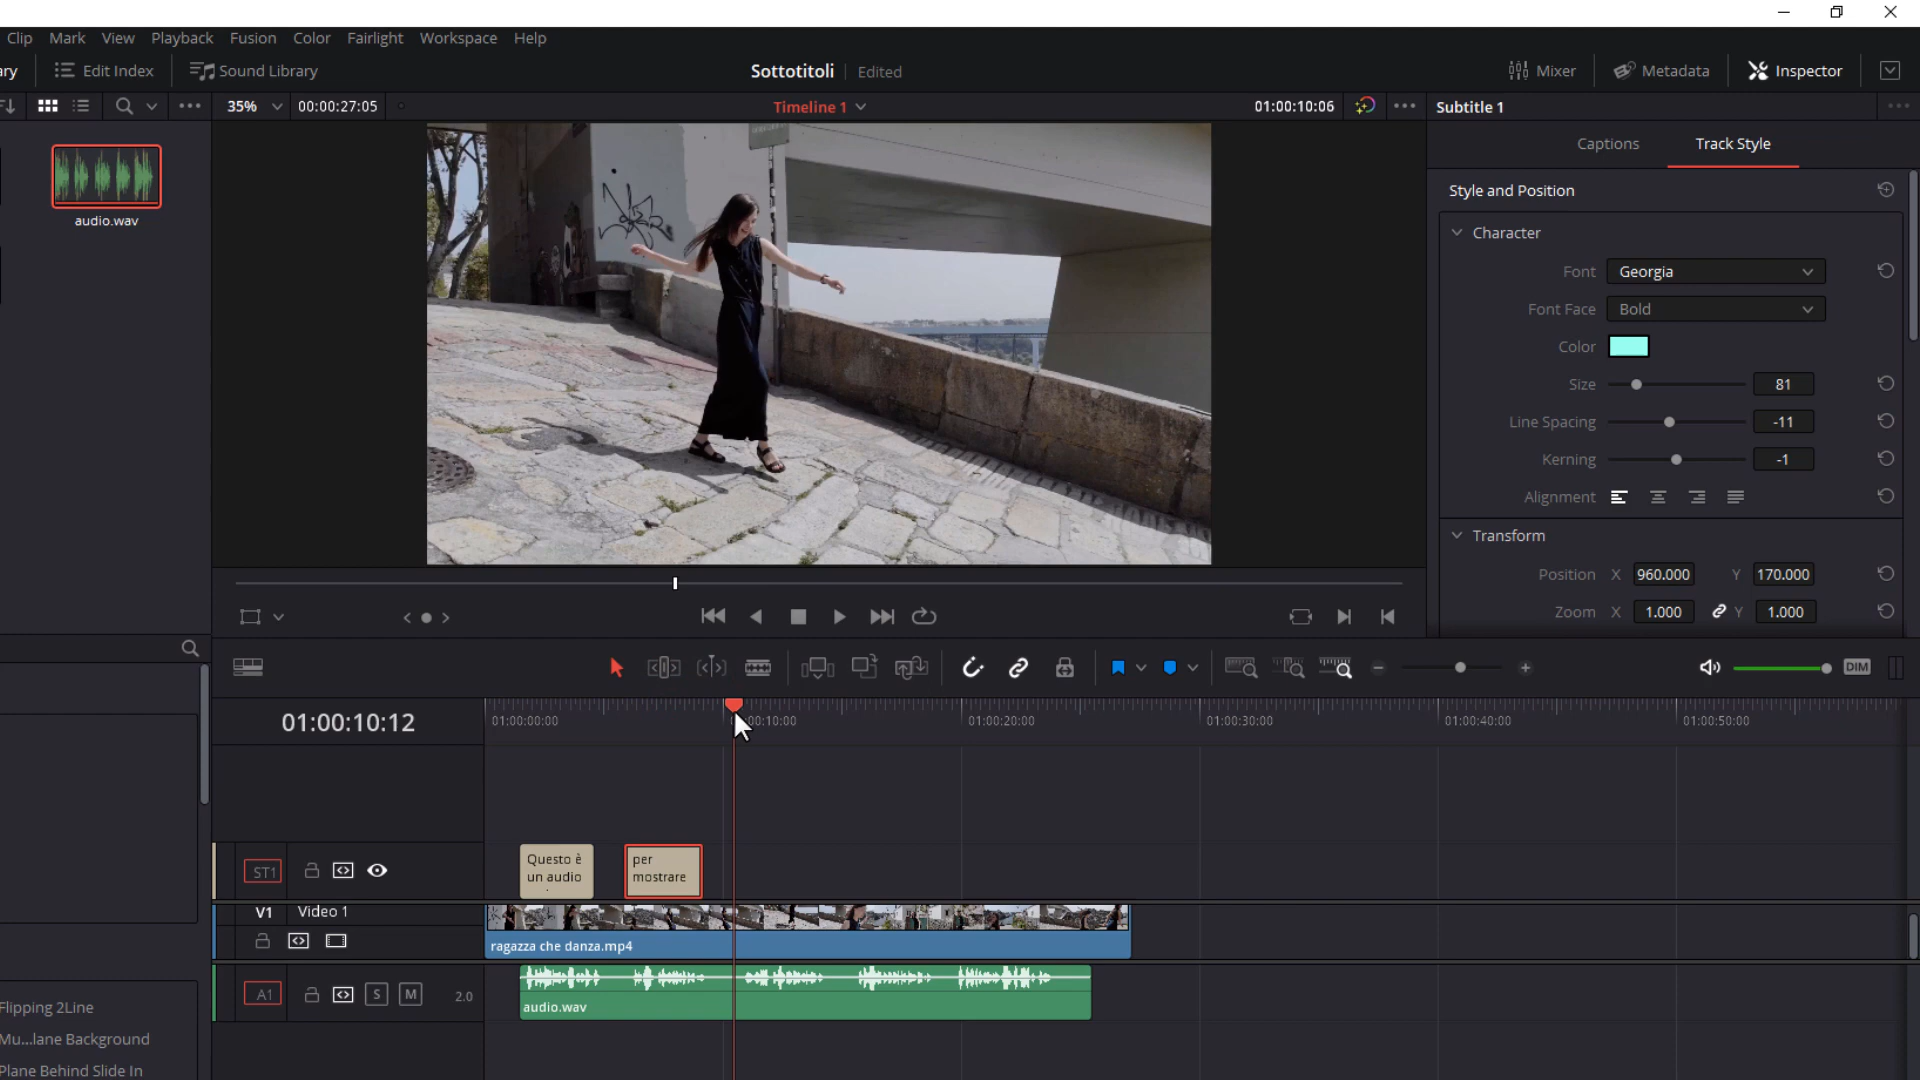 Clip Mark View Playback Fusion Color Fairlight Workspace Help
ary Edit Index Sound Library Sottotitoli Edited Mixer Metadata Inspector
35% 00:00:27:05 Timeline 1 01:00:10:06 Subtitle 1
Captions Track Style
Style and Position
Character
Font Georgia
Font Face Bold
Color
Size 81
Line Spacing -11
Kerning -1
Alignment
Transform
Position X 960.000 Y 170.000
Zoom X 1.000 Y 1.000
audio.wav
DIM
01:00:10:12
01:00:00:00 00:10:00 01:00:20:00 01:00:30:00 01:00:40:00 01:00:50:00
ST1
Questo è
un audio
per
mostrare
V1 Video 1
ragazza che danza.mp4
A1 S M 2.0
audio.wav
Flipping 2Line
Mu...lane Background
Plane Behind Slide In